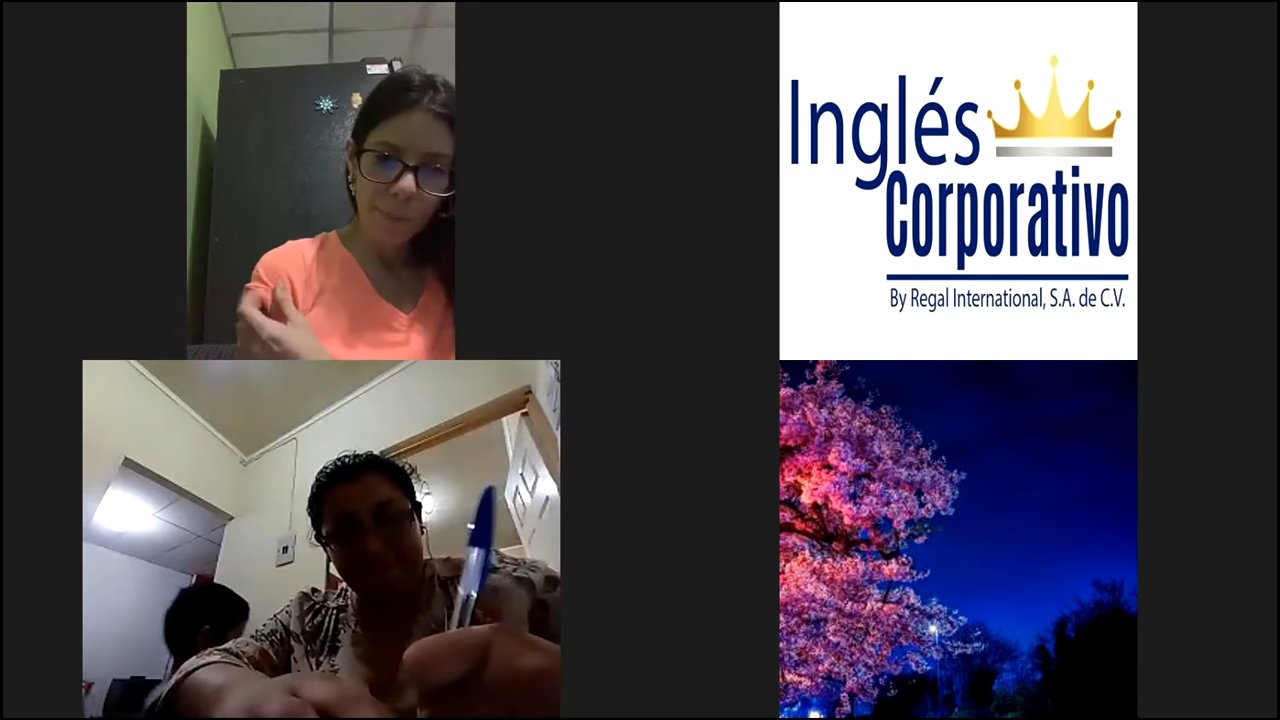 Inglés
Corporativo
By Regal International, S.A. de C.V.